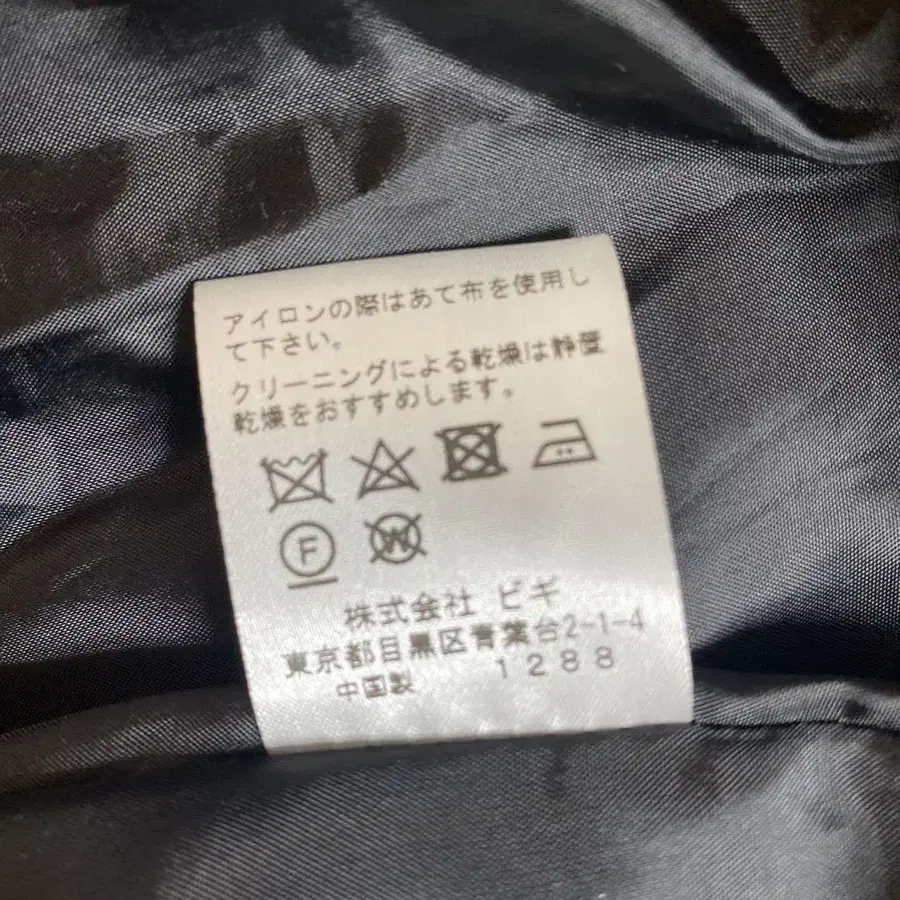 アイロンの際はあて布を使用し
て下さい。
クリーニングによる乾燥は静置
乾燥をおすすめします。
F W
株式会社 ビギ
東京都目黒区青葉台2-1-4
中国製 1288